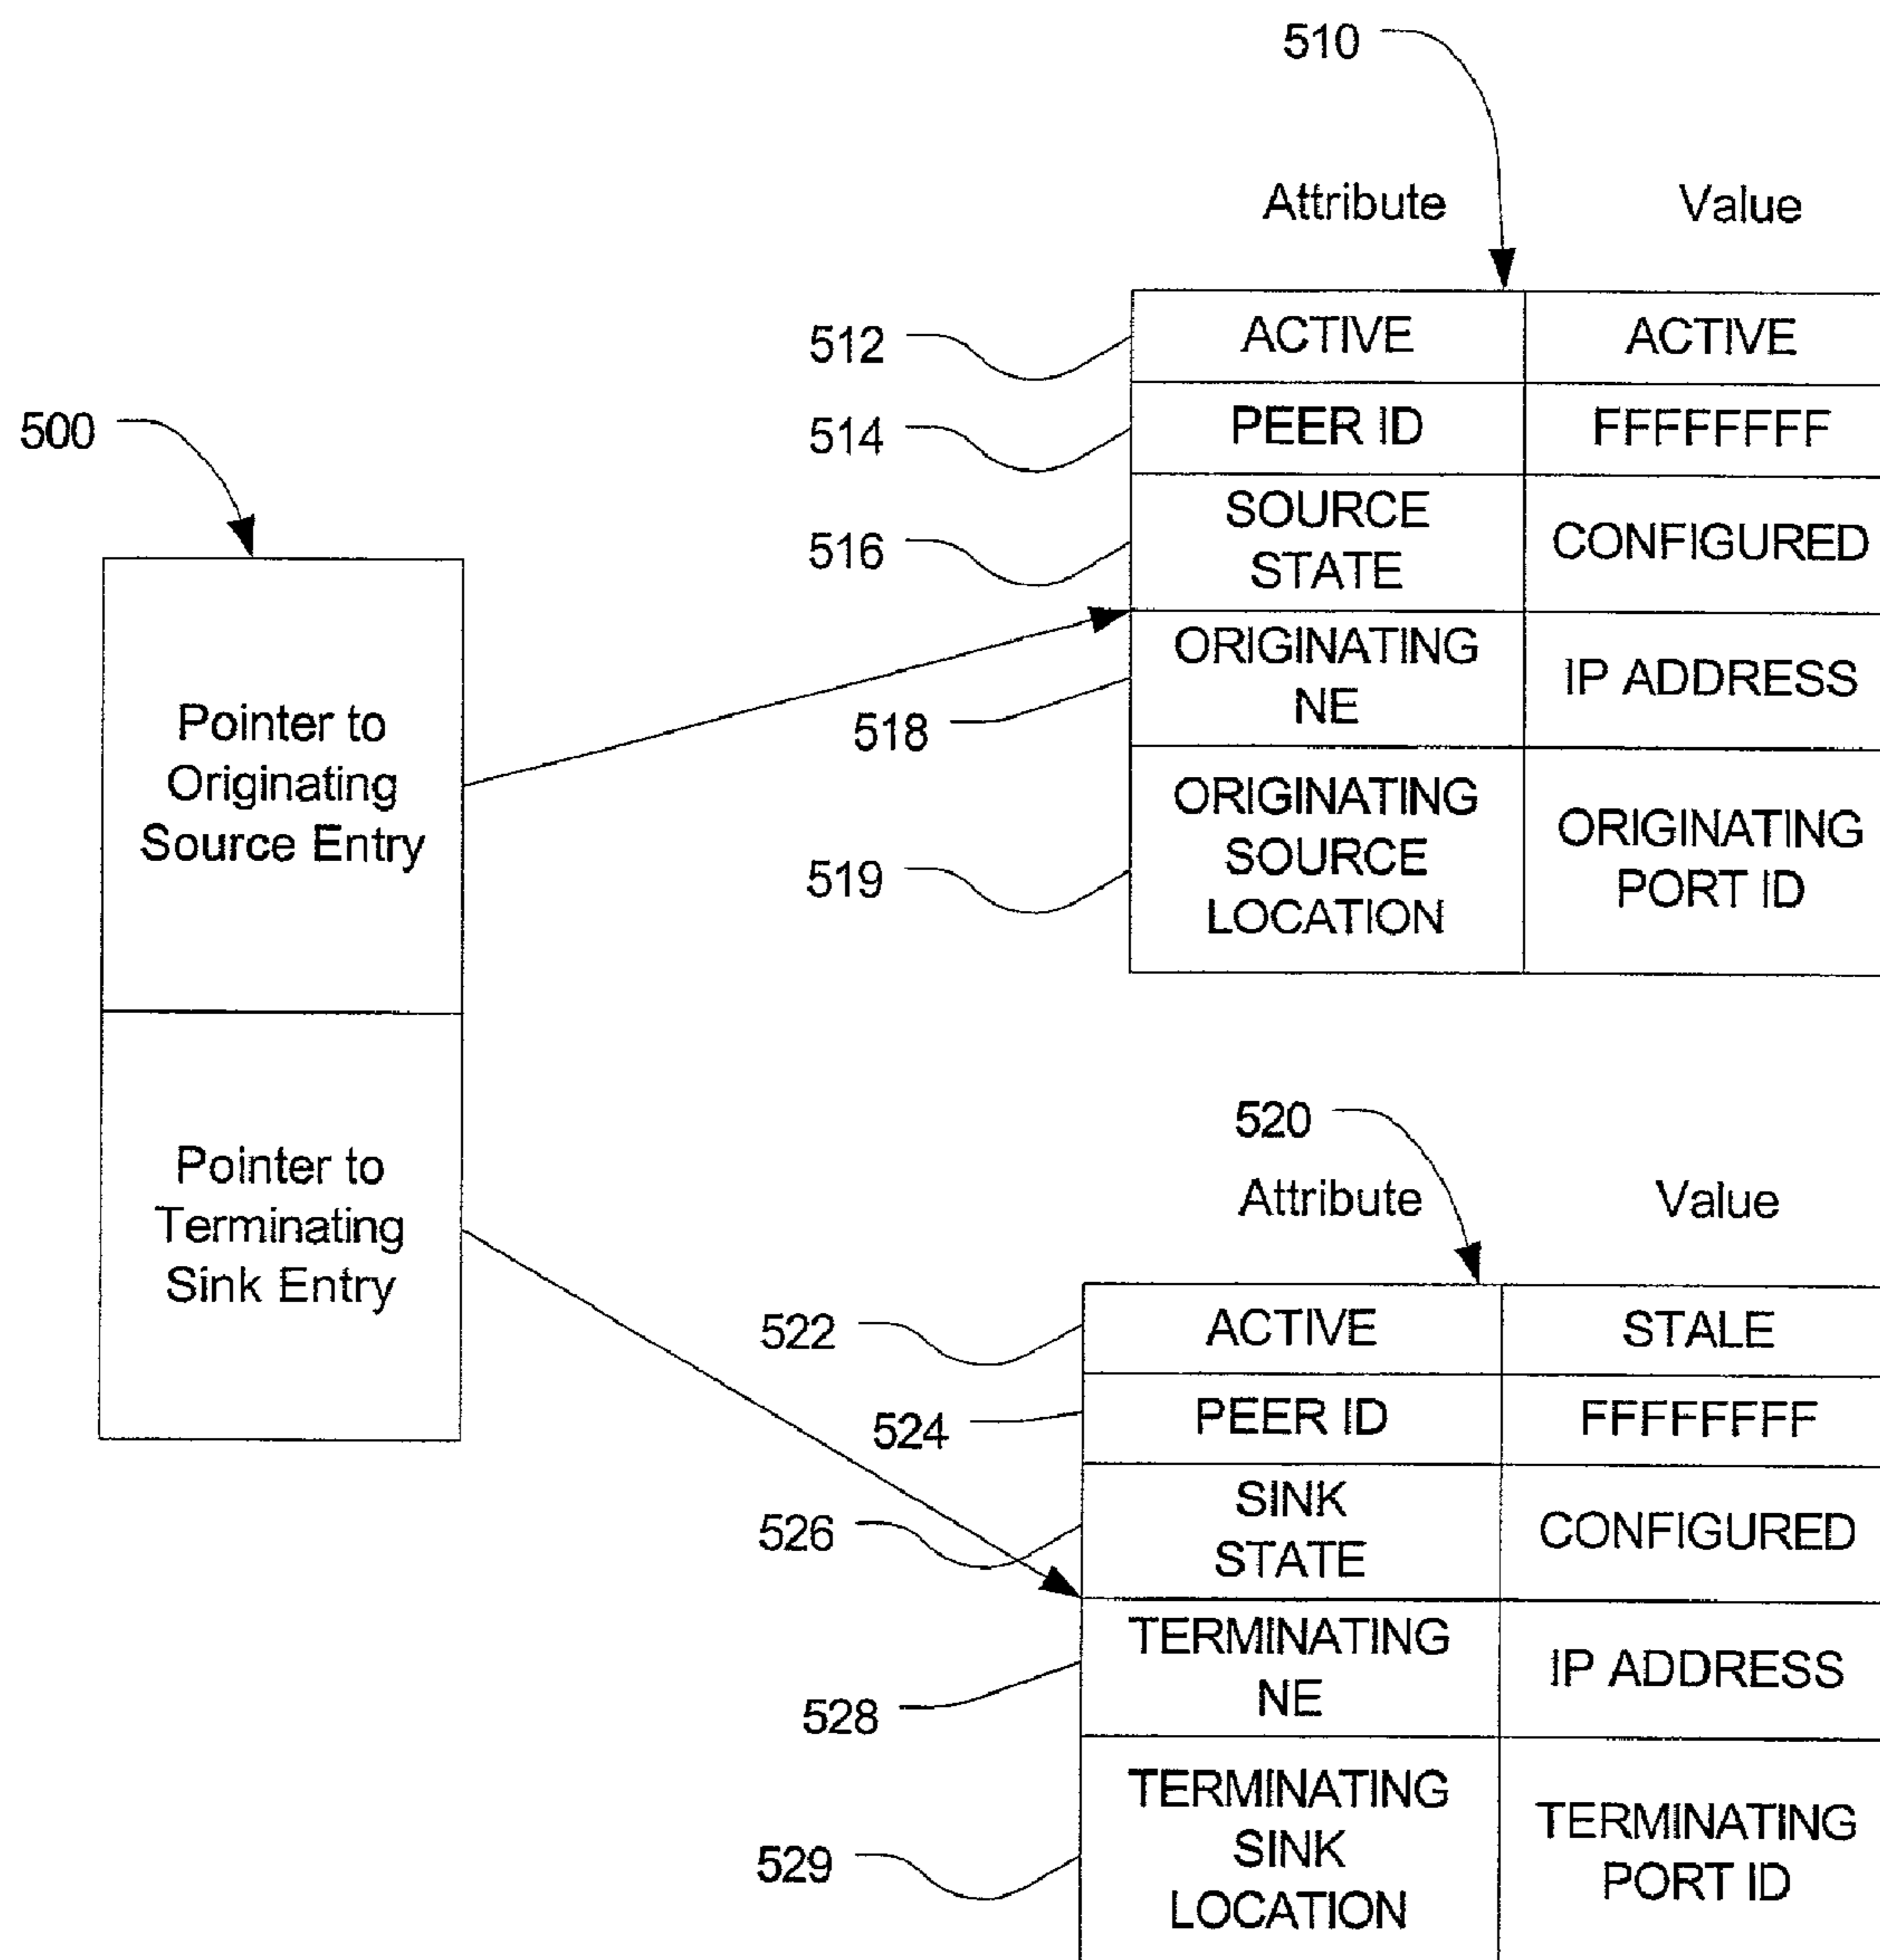 510
Attribute Value
512 ACTIVE ACTIVE
500
514 PEER ID FFFFFFFF
516 SOURCE
STATE CONFIGURED
518 ORIGINATING
NE IP ADDRESS
519 ORIGINATING
SOURCE
LOCATION ORIGINATING
PORT ID
Pointer to
Originating
Source Entry
Pointer to
Terminating
Sink Entry
520
Attribute Value
522 ACTIVE STALE
524 PEER ID FFFFFFFF
526 SINK
STATE CONFIGURED
528 TERMINATING
NE IP ADDRESS
529 TERMINATING
SINK
LOCATION TERMINATING
PORT ID